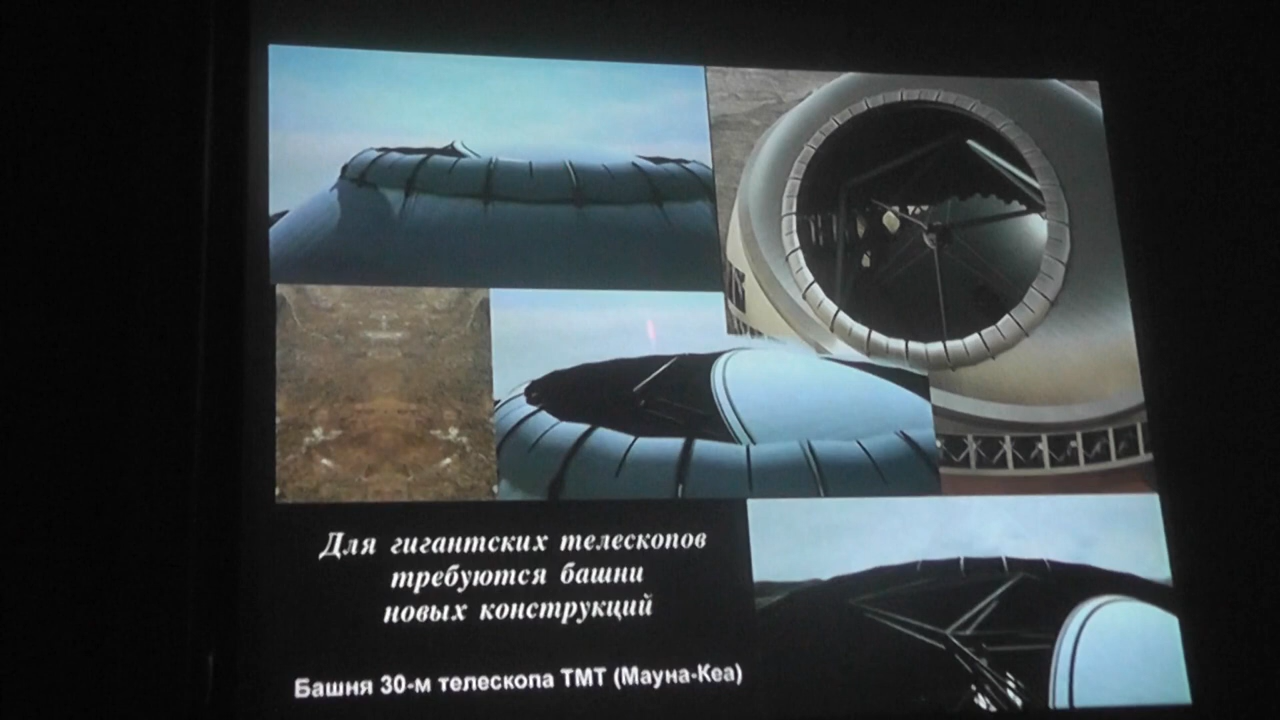 Для гигантских телескопов
требуются башни
новых конструкций
Башня 30-м телескопа ТМТ (Мауна-Кеа)